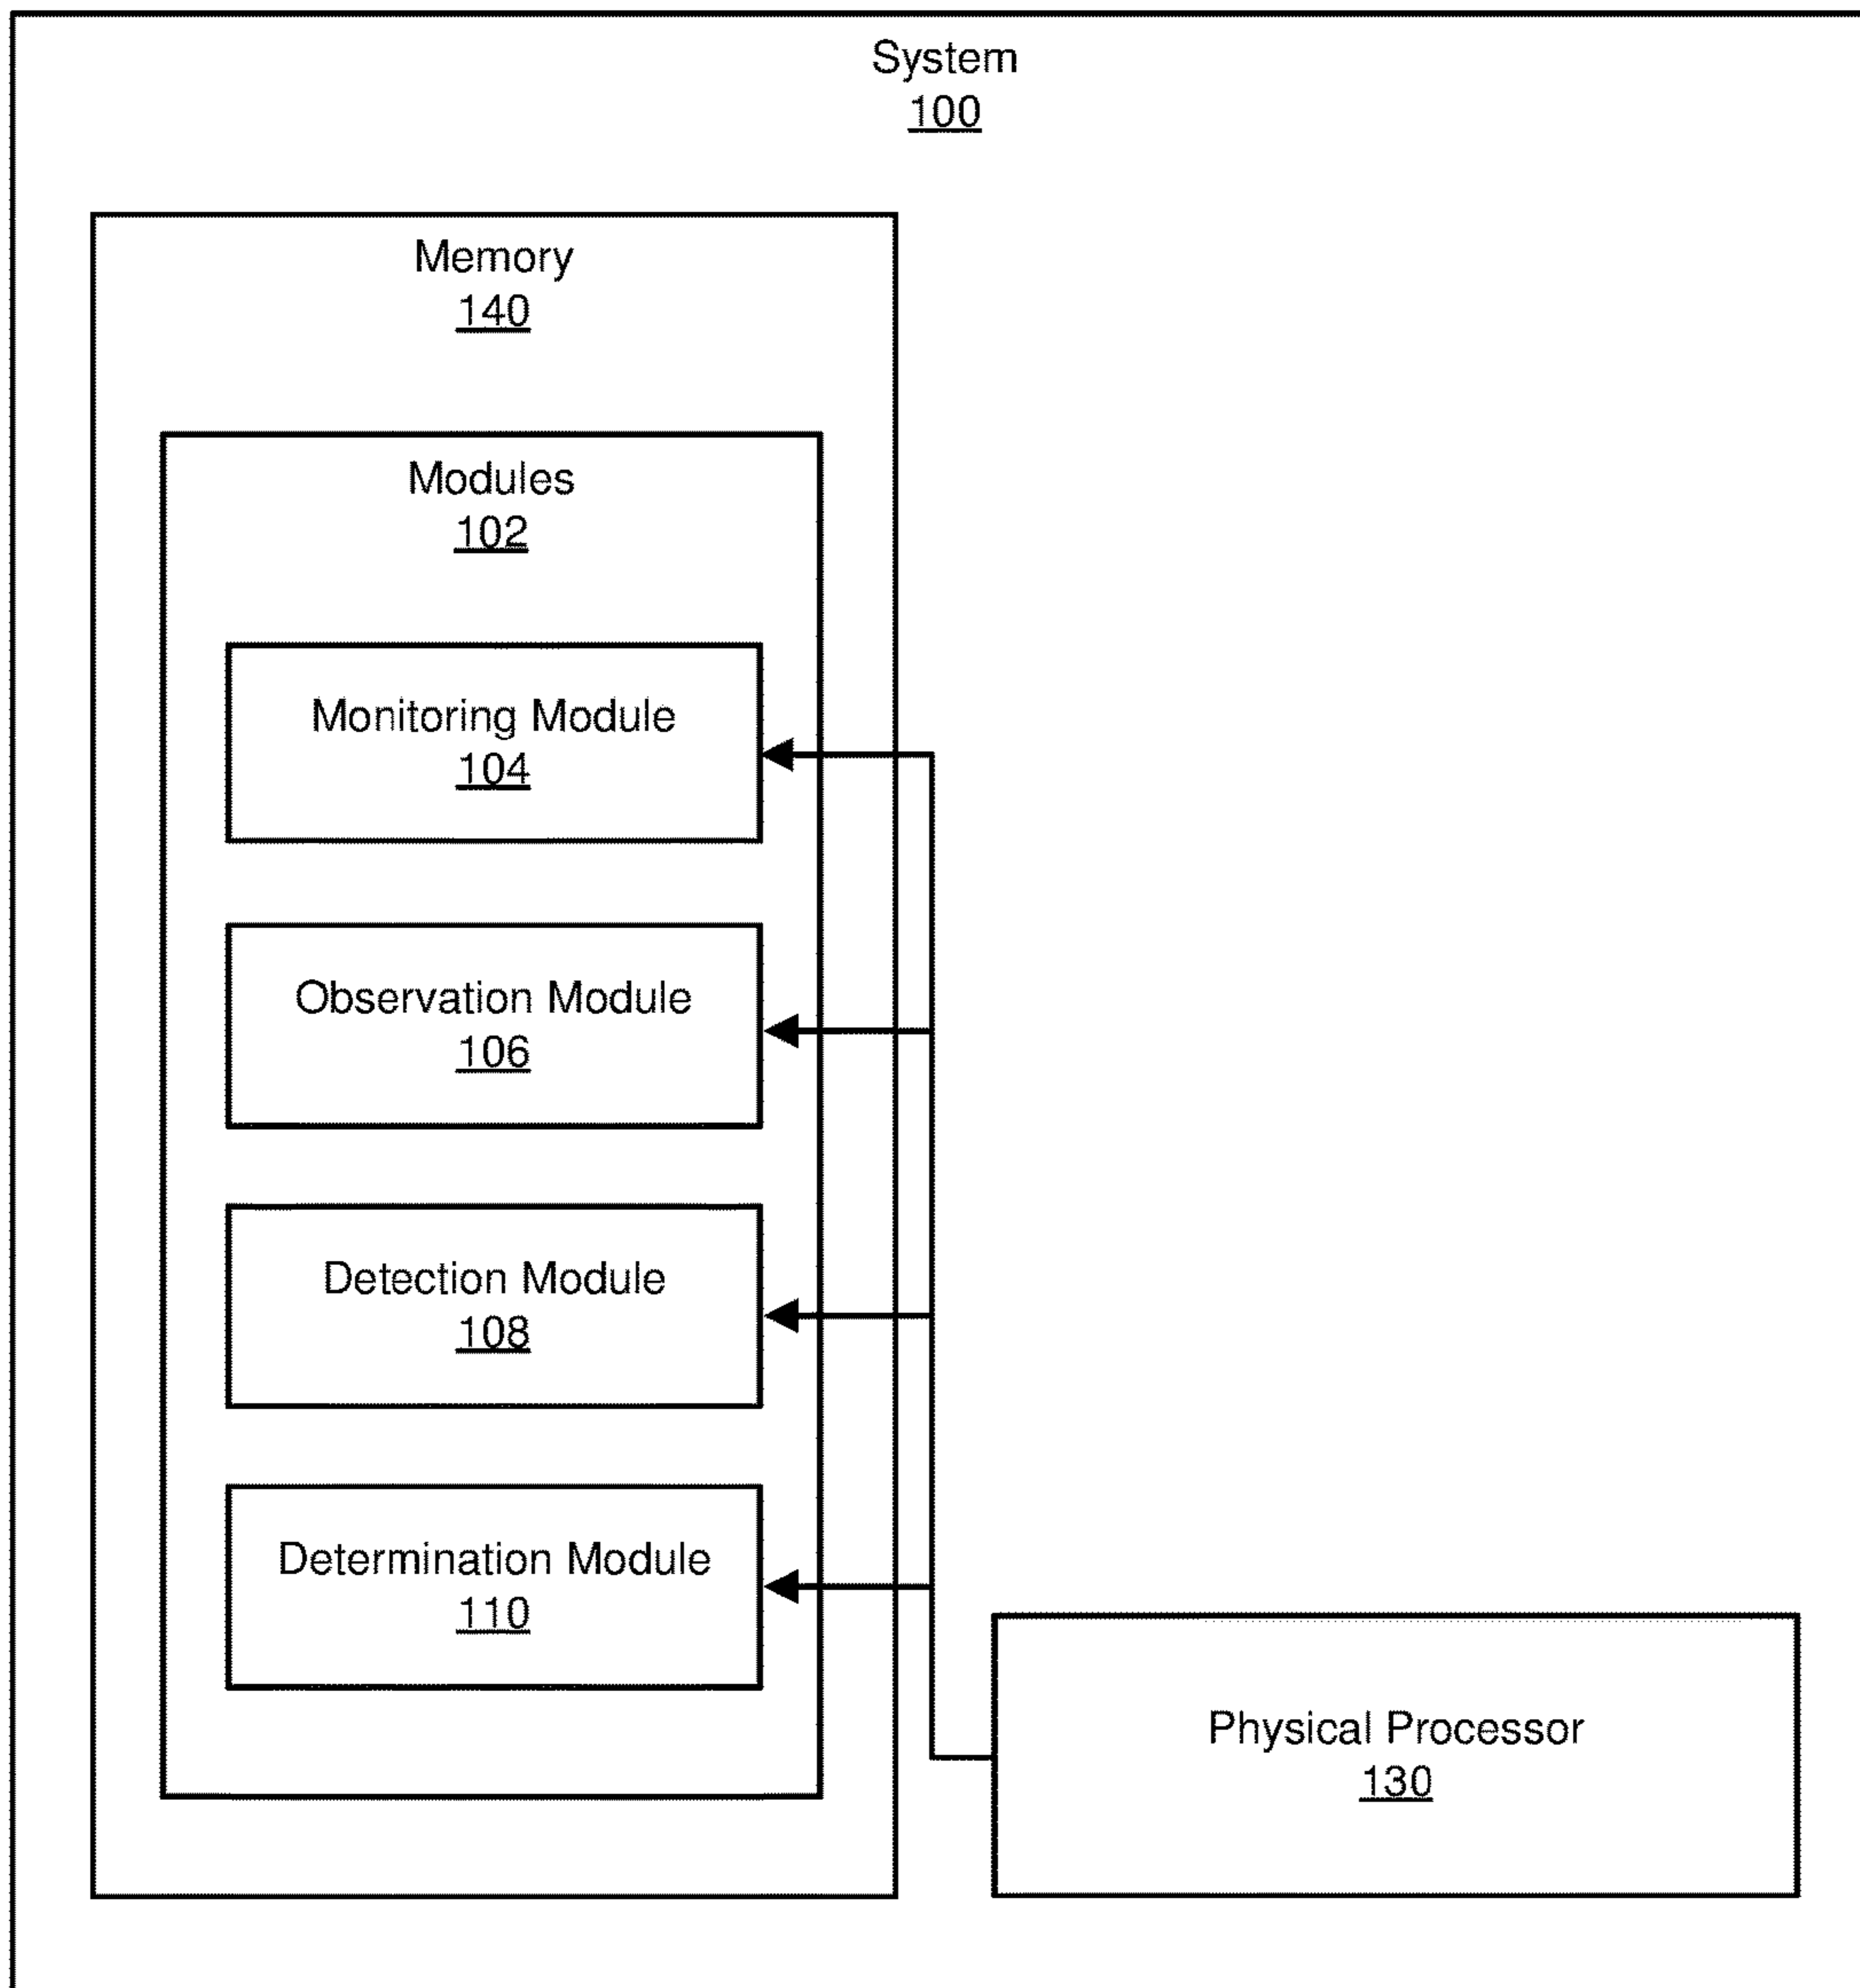 System
100
Memory
140
Modules
102
Monitoring Module
104
Observation Module
106
Detection Module
108
Determination Module
110
Physical Processor
130